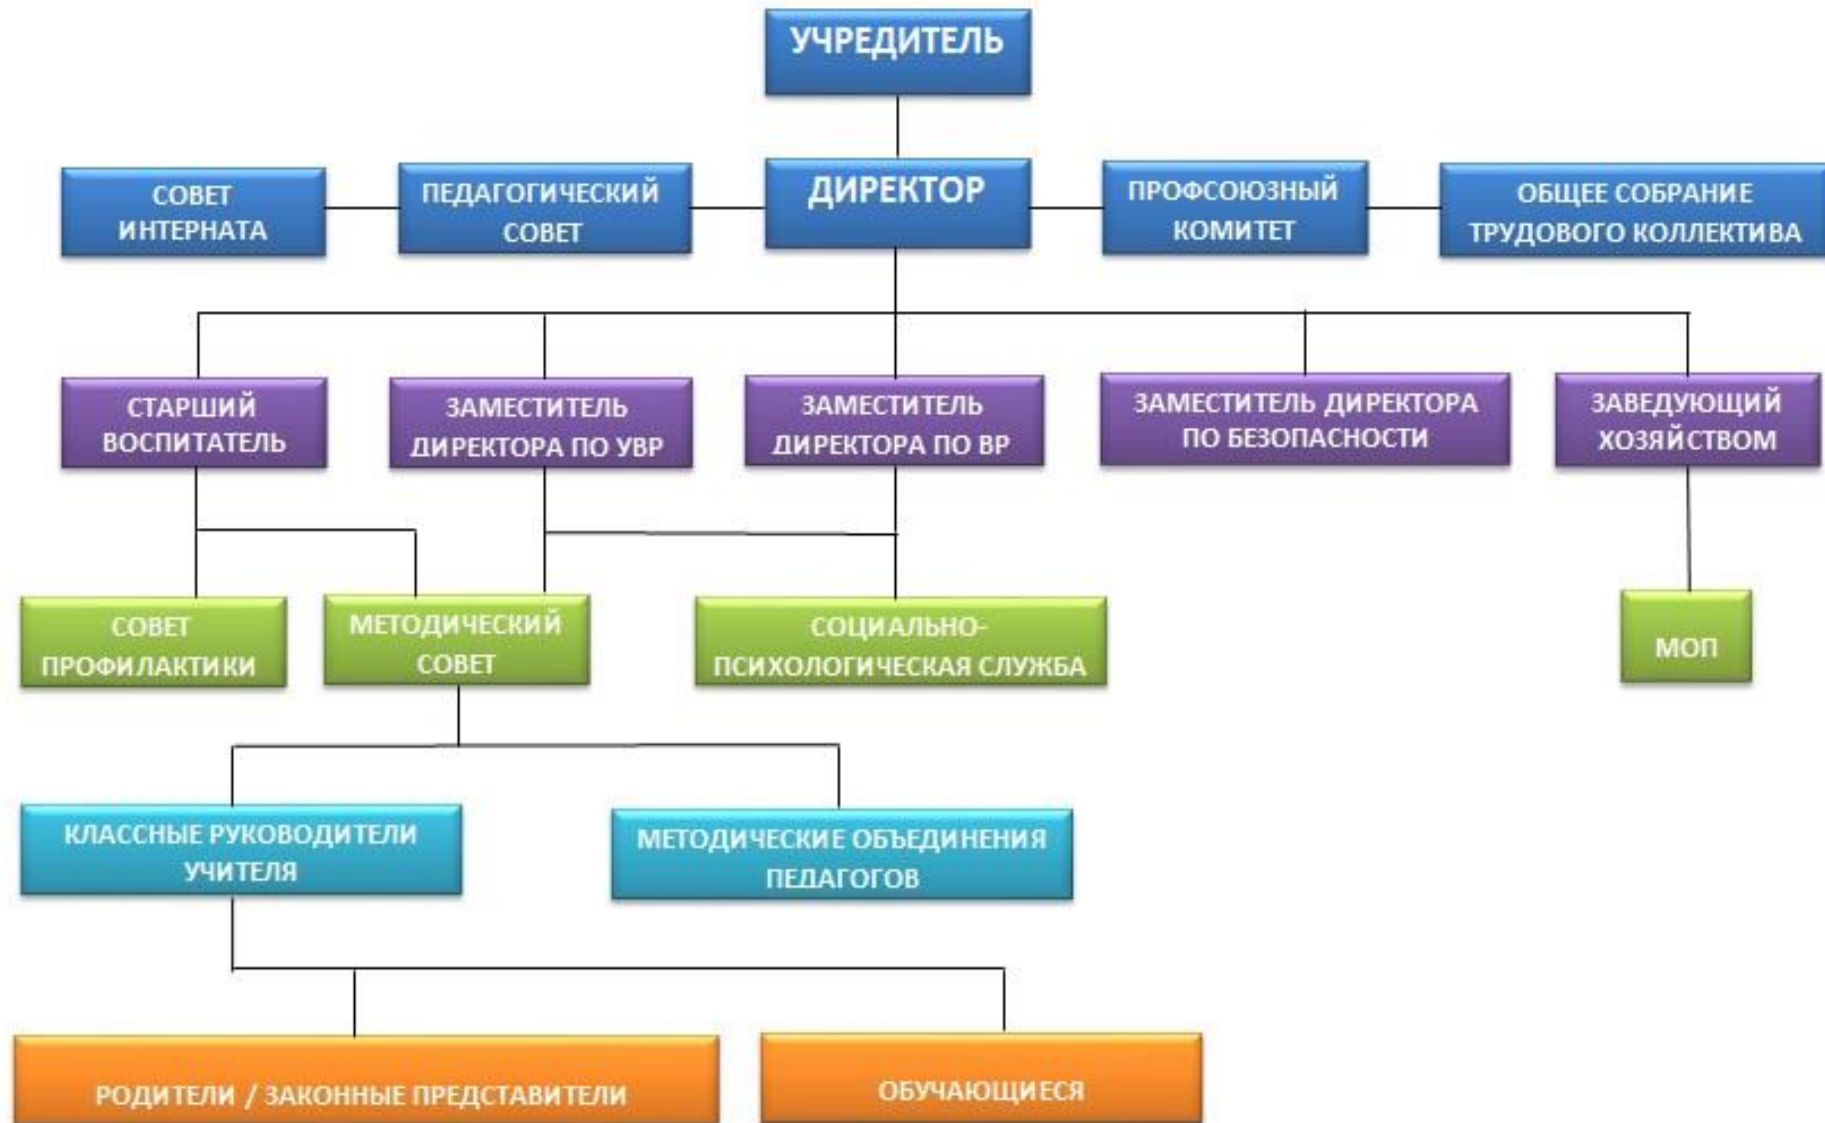 УЧРЕДИТЕЛЬ
СОВЕТ
ИНТЕРНАТА
ПЕДАГОГИЧЕСКИЙ
СОВЕТ
ДИРЕКТОР
ПРОФСОЮЗНЫЙ
КОМИТЕТ
ОБЩЕЕ СОБРАНИЕ
ТРУДОВОГО КОЛЛЕКТИВА
СТАРШИЙ
ВОСПИТАТЕЛЬ
ЗАМЕСТИТЕЛЬ
ДИРЕКТОРА ПО УВР
ЗАМЕСТИТЕЛЬ
ДИРЕКТОРА ПО ВР
ЗАМЕСТИТЕЛЬ ДИРЕКТОРА
ПО БЕЗОПАСНОСТИ
ЗАВЕДУЮЩИЙ
ХОЗЯЙСТВОМ
СОВЕТ
ПРОФИЛАКТИКИ
МЕТОДИЧЕСКИЙ
СОВЕТ
СОЦИАЛЬНО-
ПСИХОЛОГИЧЕСКАЯ СЛУЖБА
МОП
КЛАССНЫЕ РУКОВОДИТЕЛИ
УЧИТЕЛЯ
МЕТОДИЧЕСКИЕ ОБЪЕДИНЕНИЯ
ПЕДАГОГОВ
РОДИТЕЛИ / ЗАКОННЫЕ ПРЕДСТАВИТЕЛИ
ОБУЧАЮЩИЕСЯ